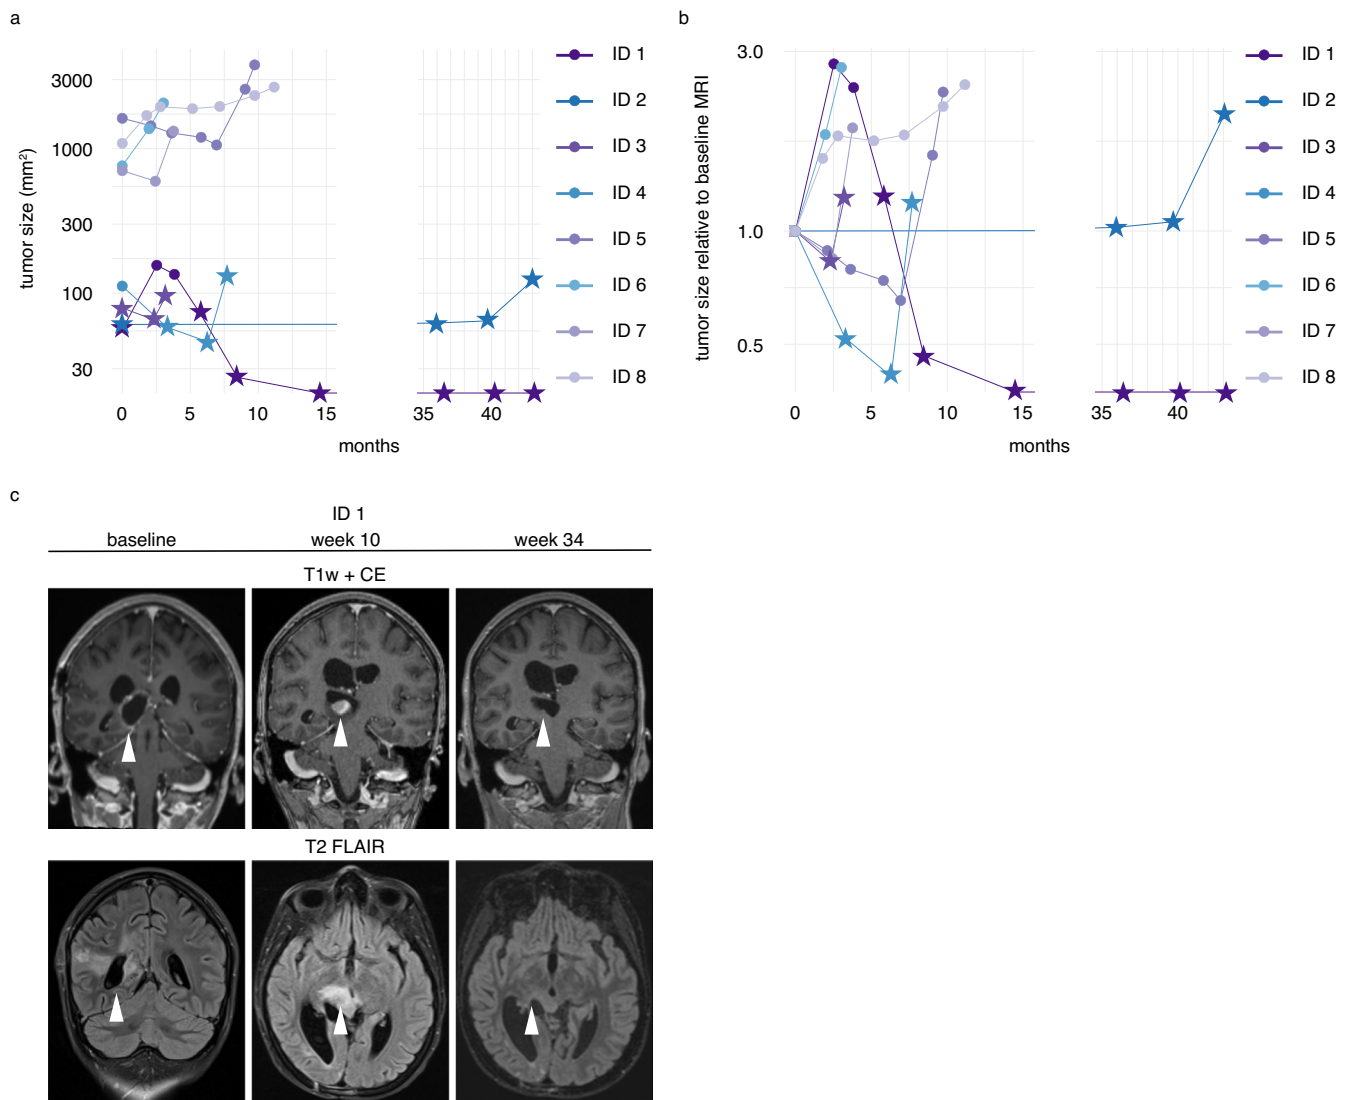 a
tumor size (mm²)
3000
1000
300
100
30
0 5 10 15 35 40
months
ID 1
ID 2
ID 3
ID 4
ID 5
ID 6
ID 7
ID 8
b
tumor size relative to baseline MRI
3.0
1.0
0.5
0 5 10 15 35 40
months
ID 1
ID 2
ID 3
ID 4
ID 5
ID 6
ID 7
ID 8
c
ID 1
baseline week 10 week 34
T1w + CE
T2 FLAIR